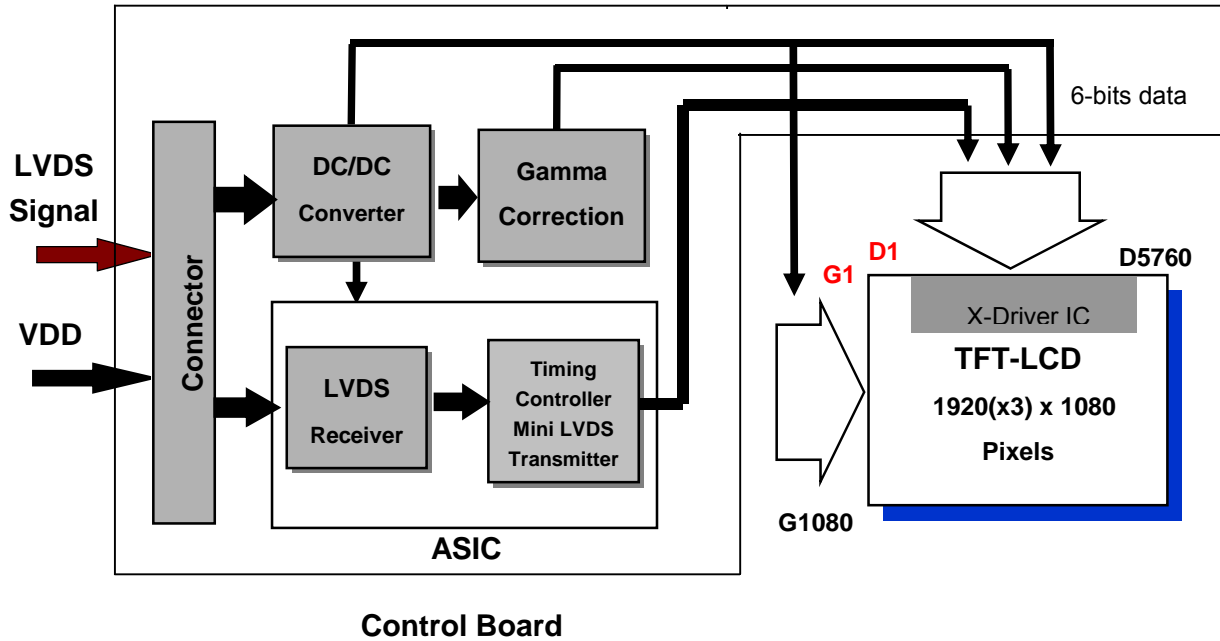 6-bits data
LVDS
Signal
VDD
Connector
DC/DC
Converter
Gamma
Correction
LVDS
Receiver
Timing
Controller
Mini LVDS
Transmitter
ASIC
G1
D1
D5760
X-Driver IC
TFT-LCD
1920(x3) x 1080
Pixels
G1080
Control Board